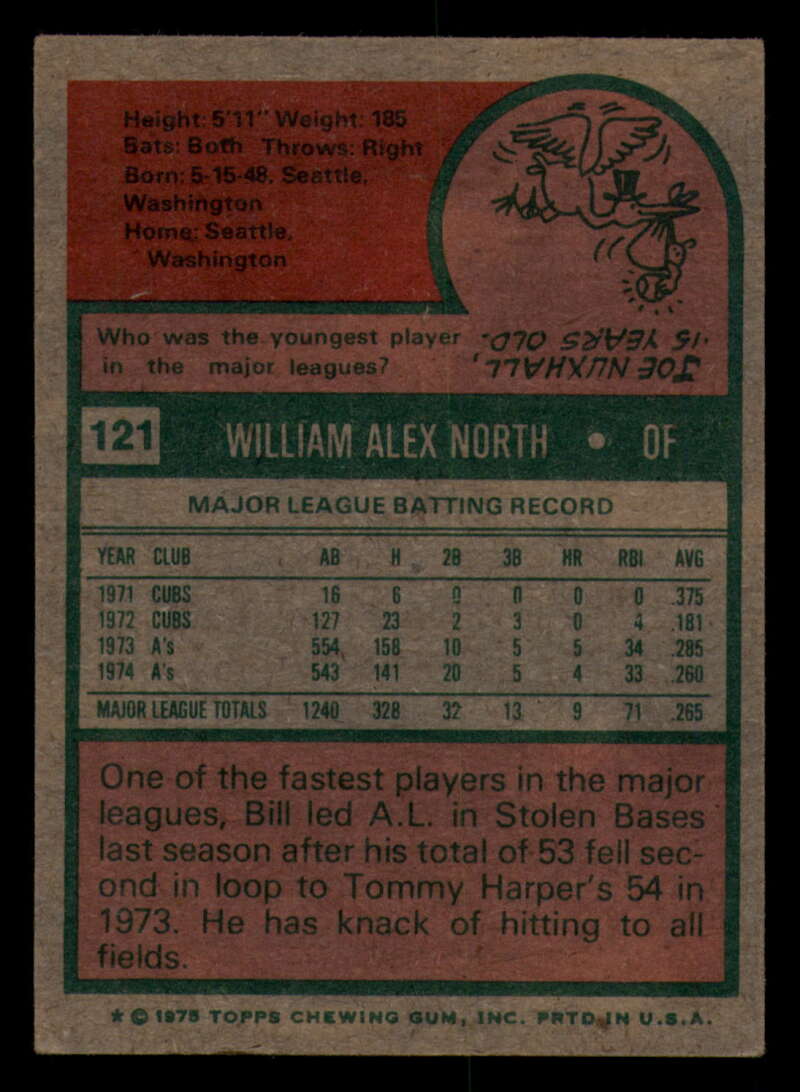 Height: 5'11" Weight: 185
Bats: Both Throws: Right
Born: 5-15-48, Seattle,
Washington
Home: Seattle,
Washington
Who was the youngest player
in the major leagues?
JOE NUXHALL,
15 YEARS OLD.
121 WILLIAM ALEX NORTH • OF
MAJOR LEAGUE BATTING RECORD
YEAR CLUB AB H 2B 3B HR RBI AVG
1971 CUBS 16 6 0 0 0 0 .375
1972 CUBS 127 23 2 3 0 4 .181
1973 A's 554 158 10 5 5 34 .285
1974 A's 543 141 20 5 4 33 .260
MAJOR LEAGUE TOTALS 1240 328 32 13 9 71 .265
One of the fastest players in the major
leagues, Bill led A.L. in Stolen Bases
last season after his total of 53 fell sec-
ond in loop to Tommy Harper's 54 in
1973. He has knack of hitting to all
fields.
* © 1975 TOPPS CHEWING GUM, INC. PRTD. IN U.S.A.